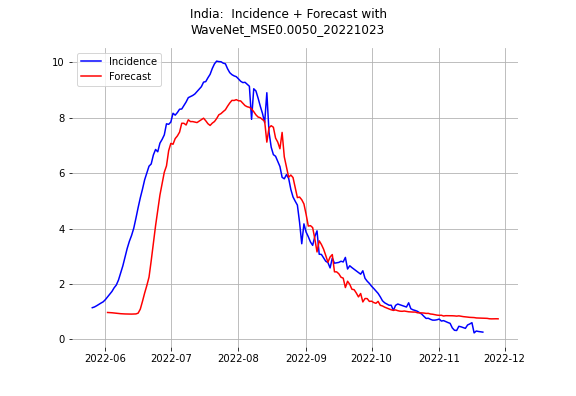 India:  Incidence + Forecast with
WaveNet_MSE0.0050_20221023
Incidence
Forecast
10
8
6
4
2
0
2022-06 2022-07 2022-08 2022-09 2022-10 2022-11 2022-12